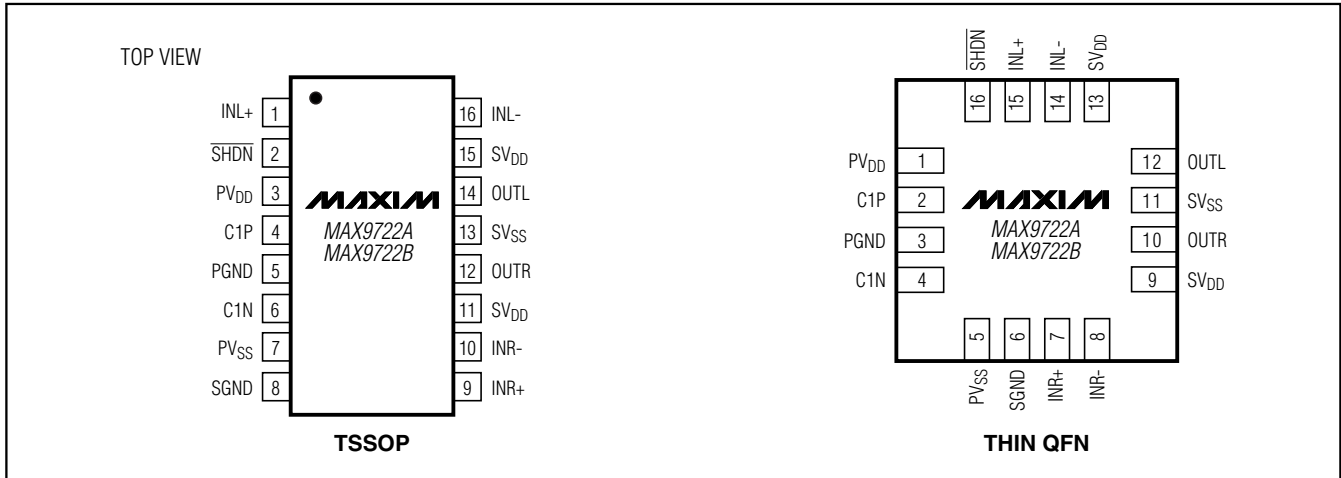 TOP VIEW
INL+ 1
SHDN 2
PVDD 3
C1P 4
PGND 5
C1N 6
PVSS 7
SGND 8
16 INL-
15 SVDD
14 OUTL
13 SVSS
12 OUTR
11 SVDD
10 INR-
9 INR+
MAXIM
MAX9722A
MAX9722B
TSSOP
SHDN INL+ INL- SVDD
16 15 14 13
PVDD 1
C1P 2
PGND 3
C1N 4
12 OUTL
11 SVSS
10 OUTR
9 SVDD
MAXIM
MAX9722A
MAX9722B
5 6 7 8
PVSS SGND INR+ INR-
THIN QFN